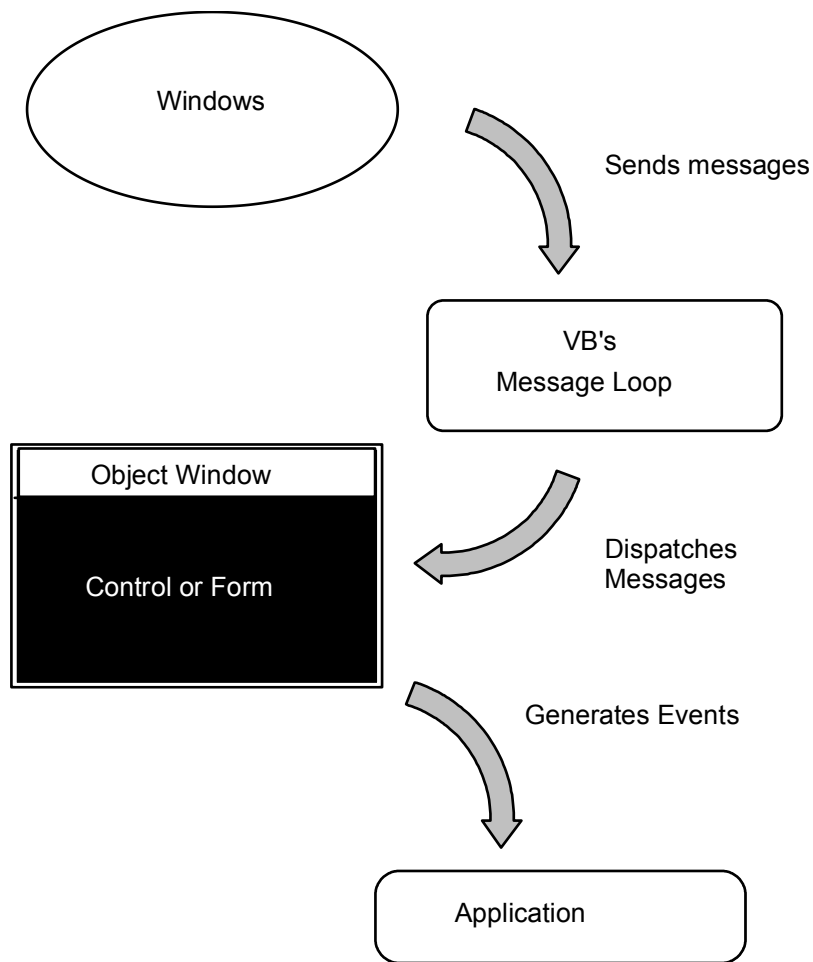 Windows
Sends messages
VB's
Message Loop
Object Window
Control or Form
Dispatches
Messages
Generates Events
Application